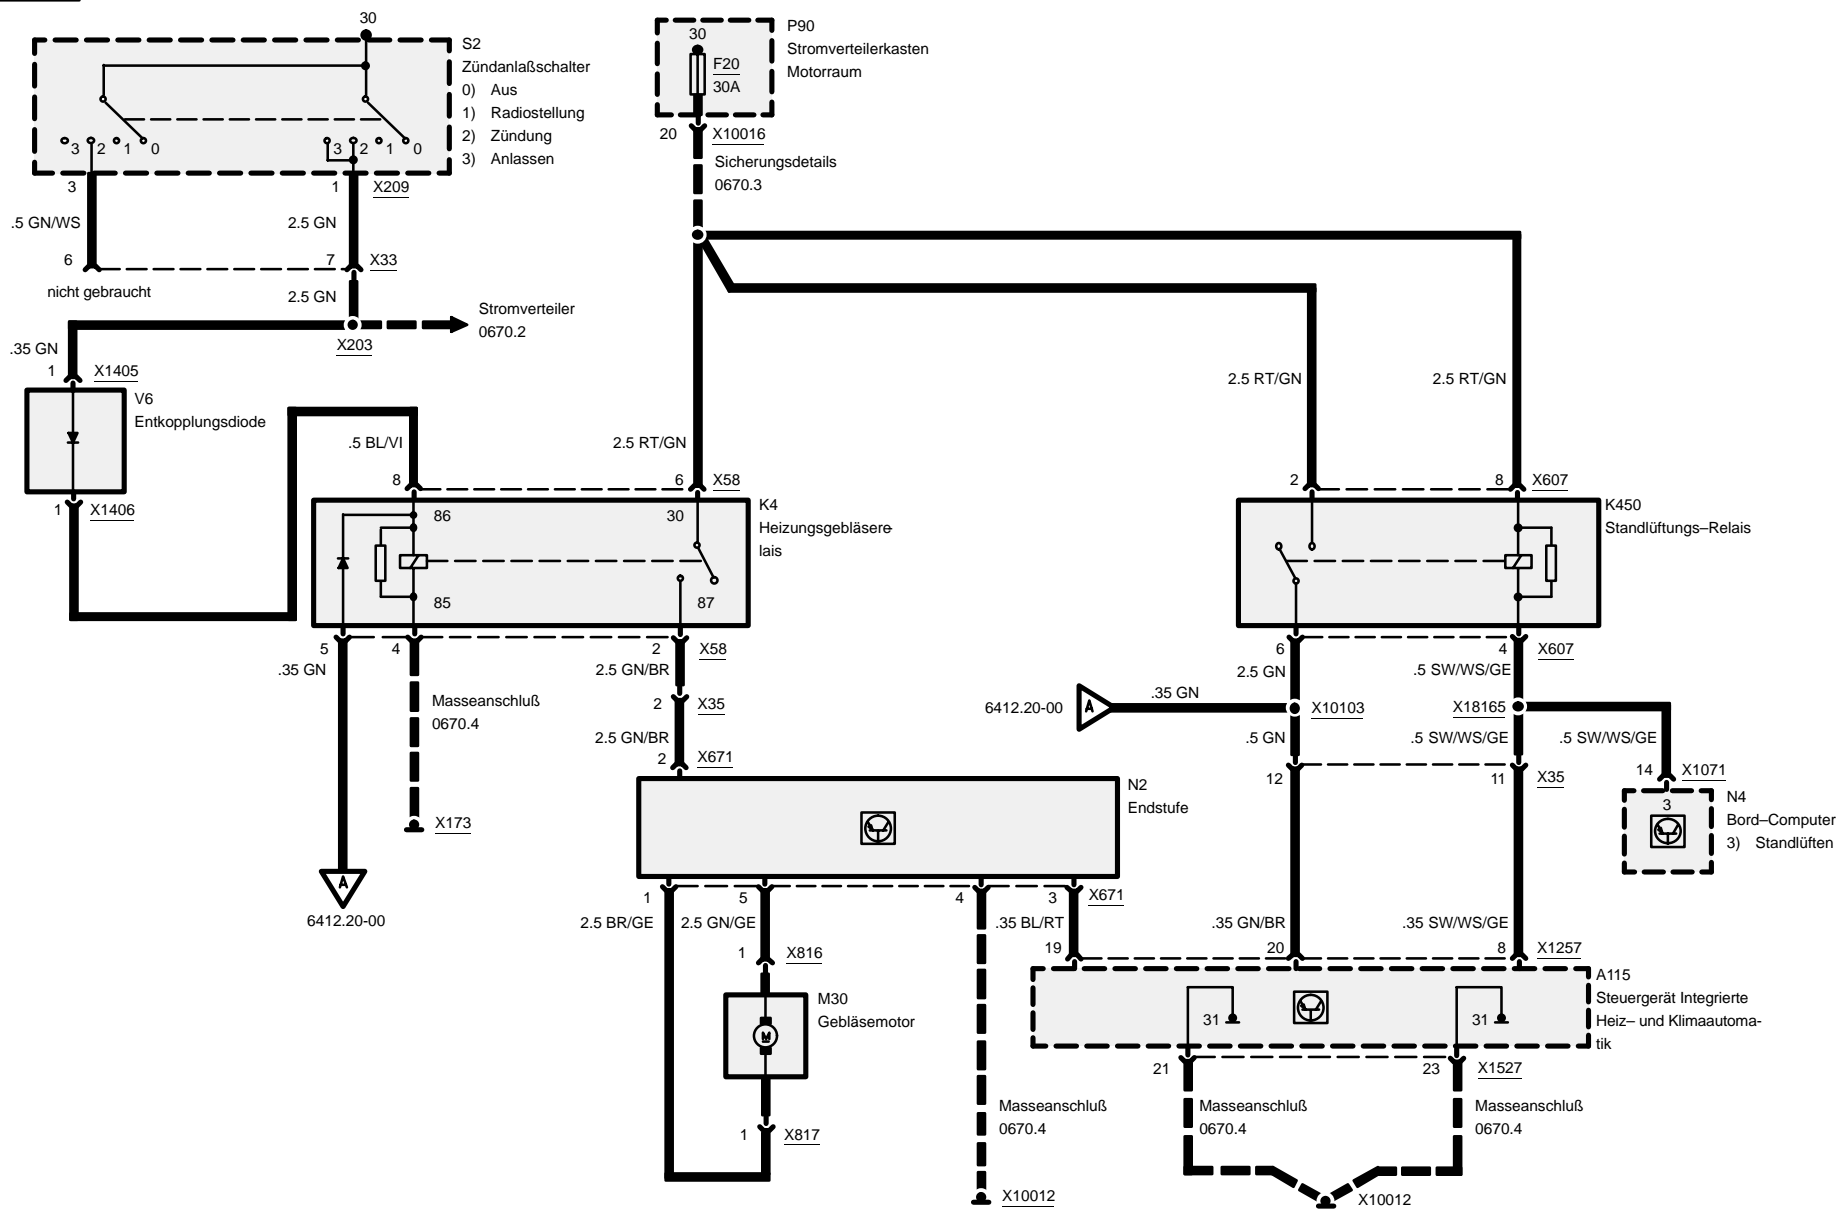 30
S2
Zündanlaßschalter
0) Aus
1) Radiostellung
2) Zündung
3) Anlassen
3 2 1 0
3 2 1 0
3
1
X209
.5 GN/WS
2.5 GN
6
7
X33
nicht gebraucht
2.5 GN
Stromverteiler
0670.2
X203
.35 GN
1
X1405
V6
Entkopplungsdiode
1
X1406
P90
Stromverteilerkasten
Motorraum
30
F20
30A
20
X10016
Sicherungsdetails
0670.3
.5 BL/VI
2.5 RT/GN
2.5 RT/GN
2.5 RT/GN
8
6
X58
K4
Heizungsgebläsere-
lais
86
30
85
87
5
4
2
X58
.35 GN
2.5 GN/BR
Masseanschluß
0670.4
2
X35
2.5 GN/BR
2
X671
X173
A
6412.20-00
2
8
X607
K450
Standlüftungs–Relais
6
4
X607
2.5 GN
.5 SW/WS/GE
6412.20-00
A
.35 GN
X10103
X18165
.5 GN
.5 SW/WS/GE
.5 SW/WS/GE
12
11
X35
14
X1071
3
N4
Bord–Computer
3) Standlüften
N2
Endstufe
1
5
4
3
X671
2.5 BR/GE
2.5 GN/GE
.35 BL/RT
.35 GN/BR
.35 SW/WS/GE
1
X816
19
20
8
X1257
M30
Gebläsemotor
M
A115
Steuergerät Integrierte
Heiz– und Klimaautoma-
tik
31
31
21
23
X1527
1
X817
Masseanschluß
0670.4
Masseanschluß
0670.4
Masseanschluß
0670.4
X10012
X10012